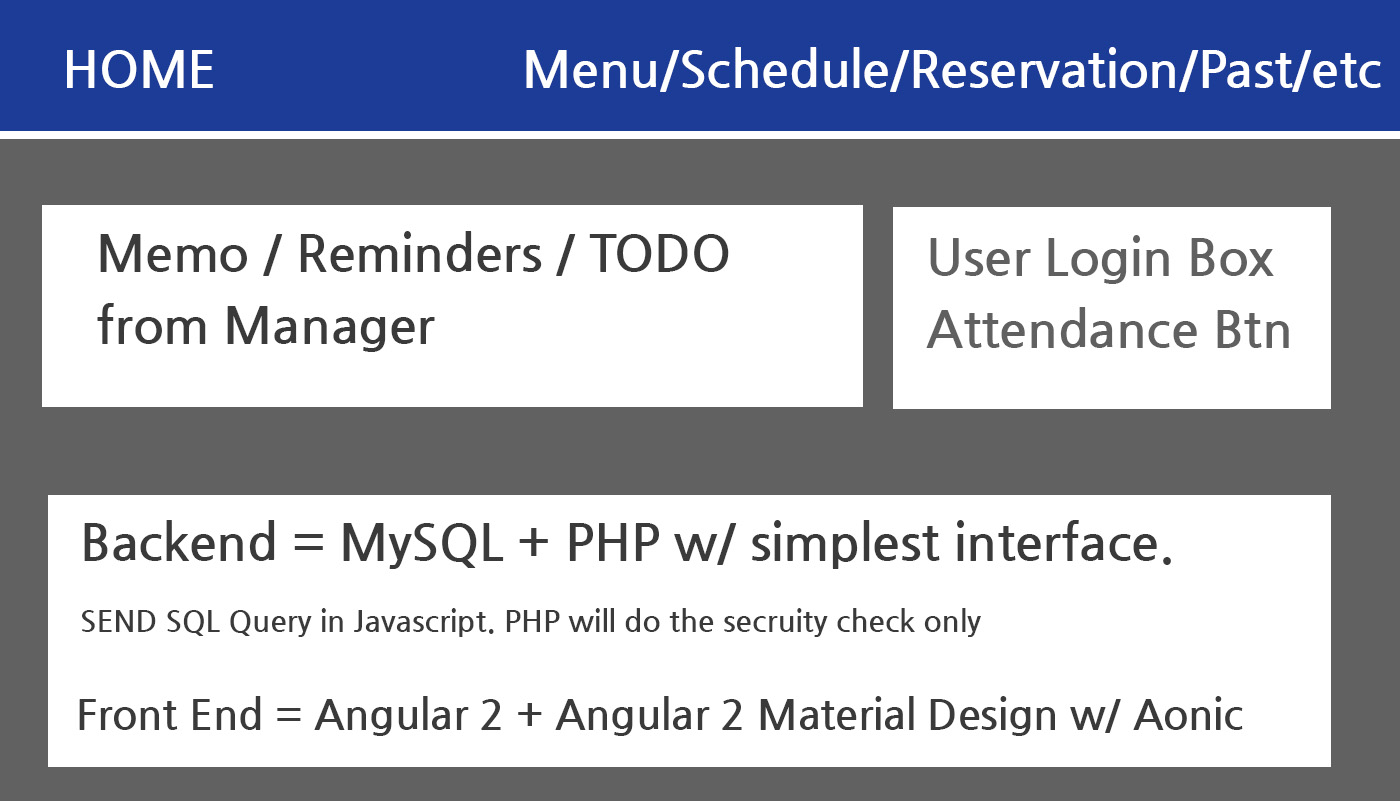 HOME
Menu/Schedule/Reservation/Past/etc
Memo / Reminders / TODO
from Manager
User Login Box
Attendance Btn
Backend = MySQL + PHP w/ simplest interface.
SEND SQL Query in Javascript. PHP will do the secruity check only
Front End = Angular 2 + Angular 2 Material Design w/ Aonic